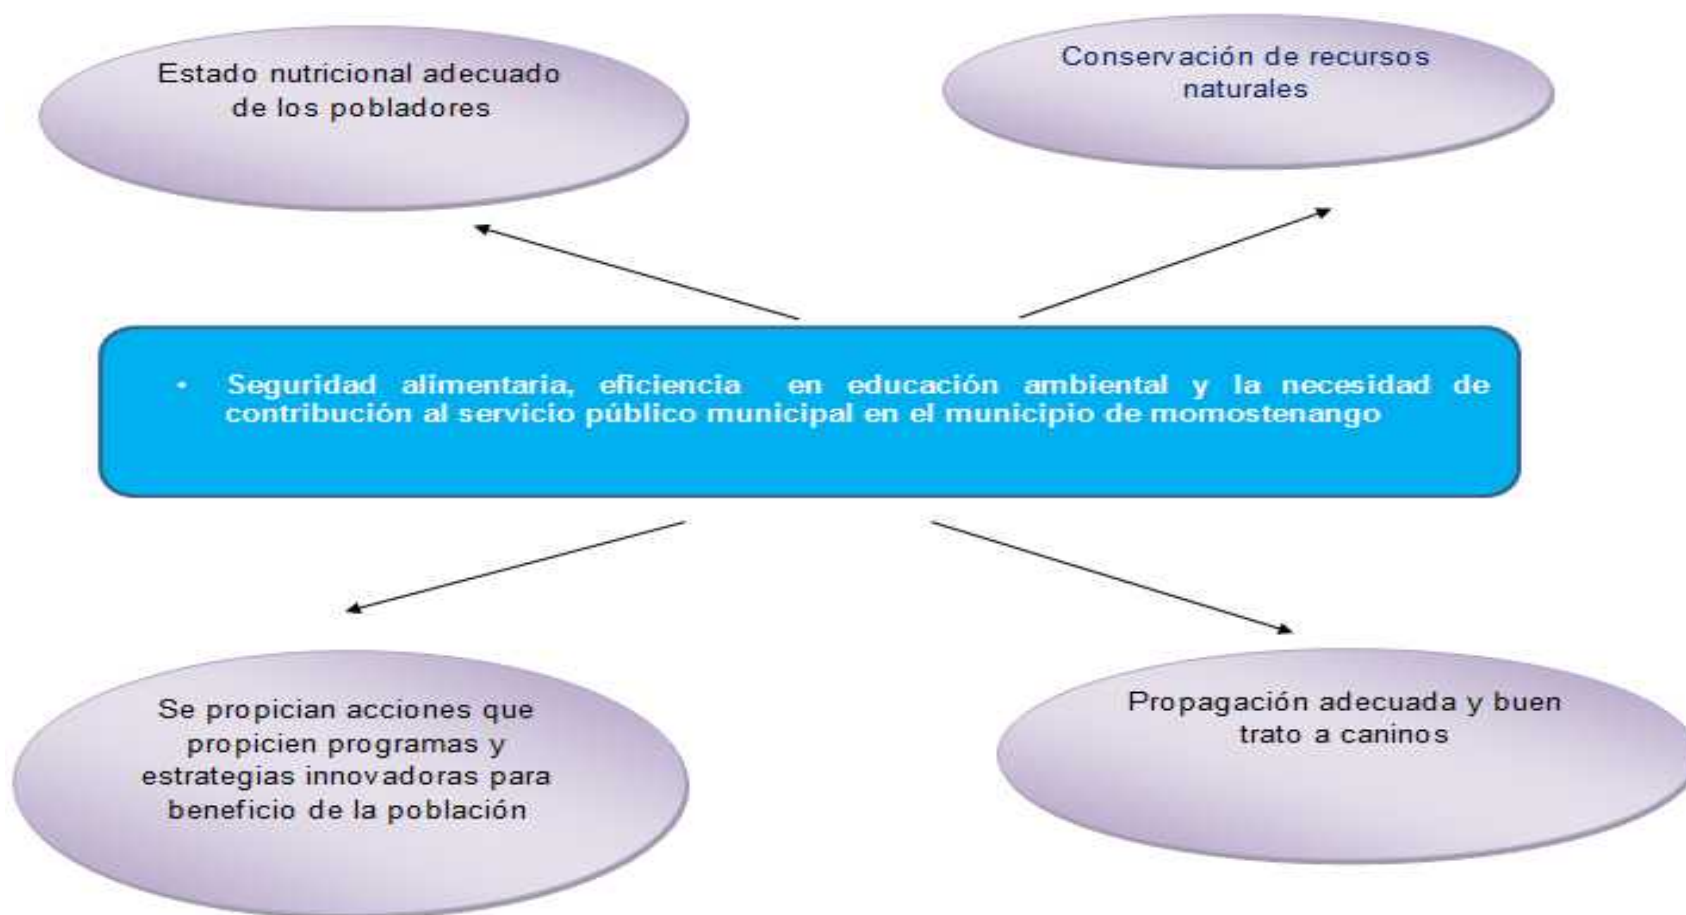 Estado nutricional adecuado
de los pobladores
Conservación de recursos
naturales
• Seguridad alimentaria, eficiencia en educación ambiental y la necesidad de
contribución al servicio público municipal en el municipio de momostenango
Se propician acciones que
propicien programas y
estrategias innovadoras para
beneficio de la población
Propagación adecuada y buen
trato a caninos